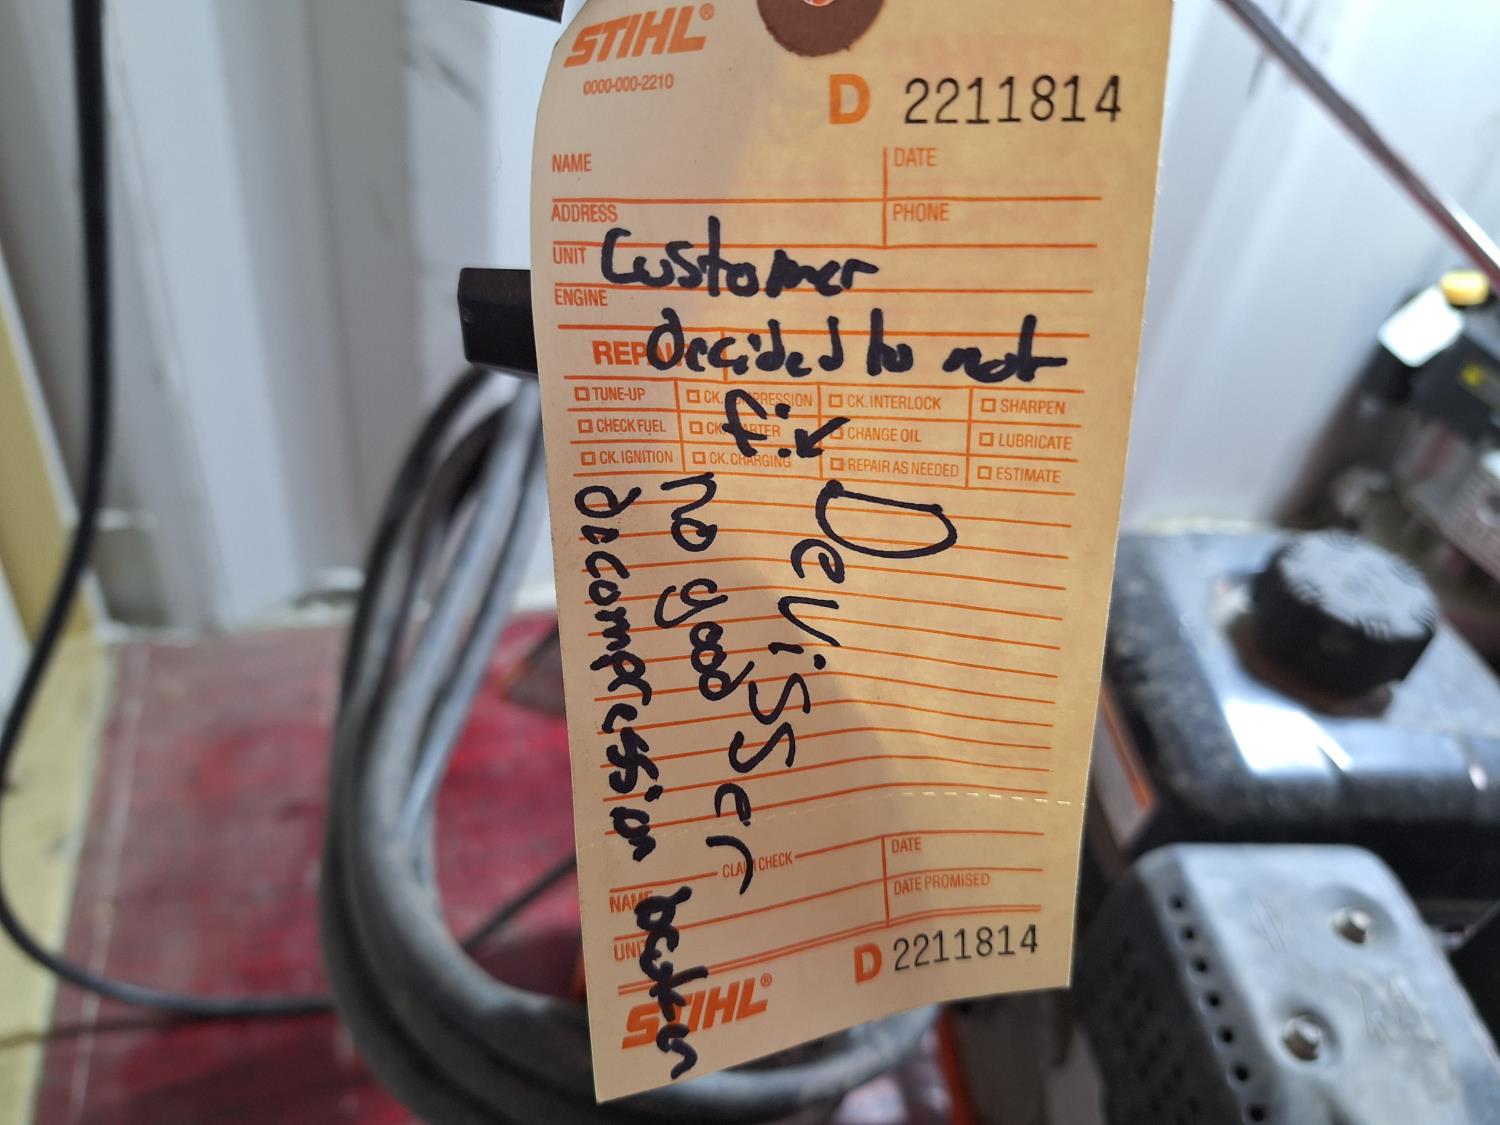 STIHL®
0000-000-2210
D 2211814
NAME DATE
ADDRESS PHONE
UNIT Customer
ENGINE
REPAIR decided to not
fix
TUNE-UP CK. COMPRESSION CK. INTERLOCK SHARPEN
CHECK FUEL CK. STARTER CHANGE OIL LUBRICATE
CK. IGNITION CK. CHARGING REPAIR AS NEEDED ESTIMATE
Devisser
no good
decompression
CLAIM CHECK DATE
NAME DATE PROMISED
UNIT
D 2211814
STIHL®